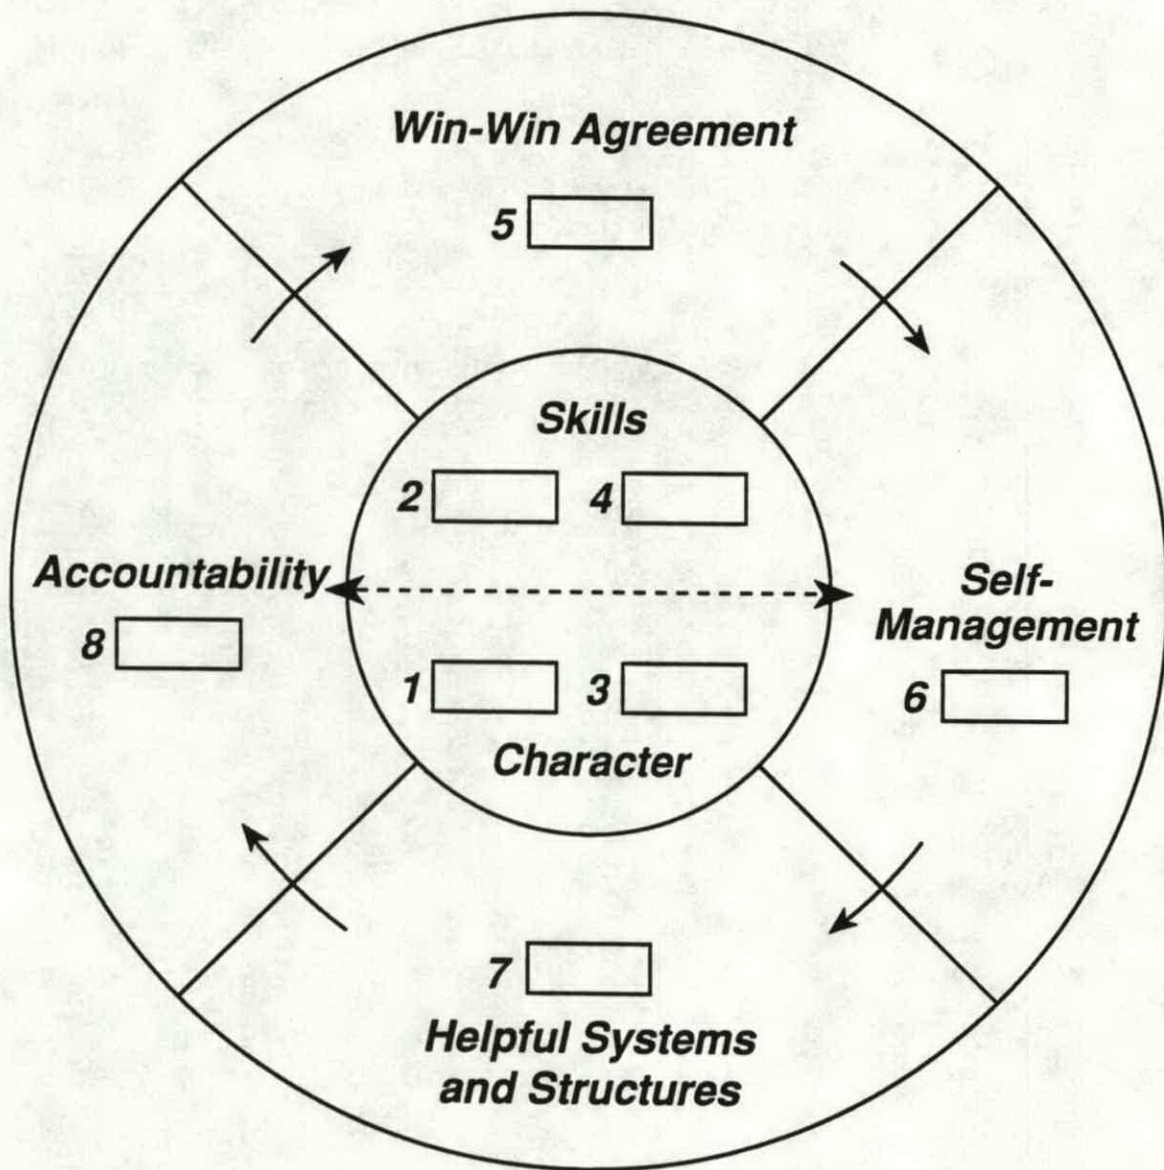 Win-Win Agreement
5
Skills
2 4
Accountability
8
Self-
Management
6
1 3
Character
7
Helpful Systems
and Structures